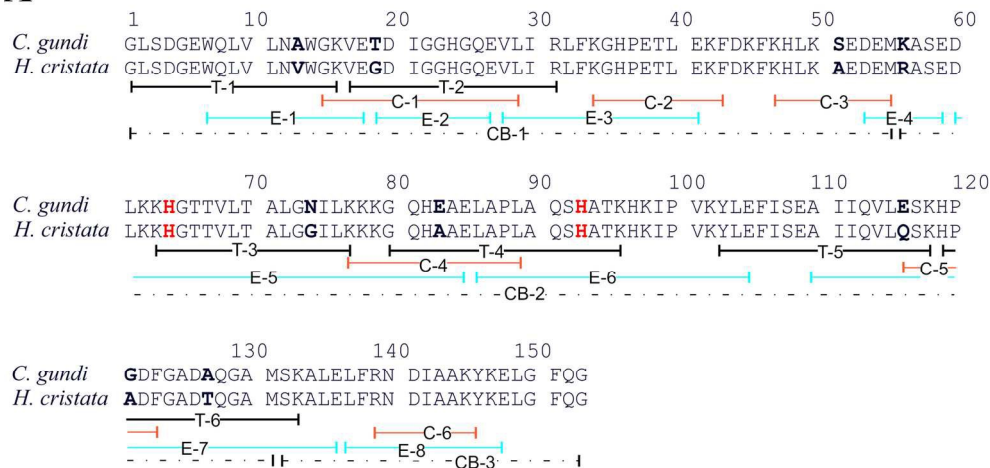 1 10 20 30 40 50 60
C. gundi GLSDGEWQLV LNAWGKVETD IGGHGQEVLI RLFKGHPETL EKFDKFKHLK SEDEMKASED
H. cristata GLSDGEWQLV LNVWGKVEGD IGGHGQEVLI RLFKGHPETL EKFDKFKHLK AEDEMRASED
T-1 T-2
C-1 C-2 C-3
E-1 E-2 E-3 E-4
CB-1
70 80 90 100 110 120
C. gundi LKKHGTTVLT ALGNILKKKG QHEAELAPLA QSHATKHKIP VKYLEFISEA IIQVLESKHP
H. cristata LKKHGTTVLT ALGGILKKKG QHAAELAPLA QSHATKHKIP VKYLEFISEA IIQVLQSKHP
T-3 T-4 T-5
C-4 C-5
E-5 E-6
CB-2
130 140 150
C. gundi GDFGADAQGA MSKALELFRN DIAAKYKELG FQG
H. cristata ADFGADTQGA MSKALELFRN DIAAKYKELG FQG
T-6
C-6
E-7 E-8
CB-3